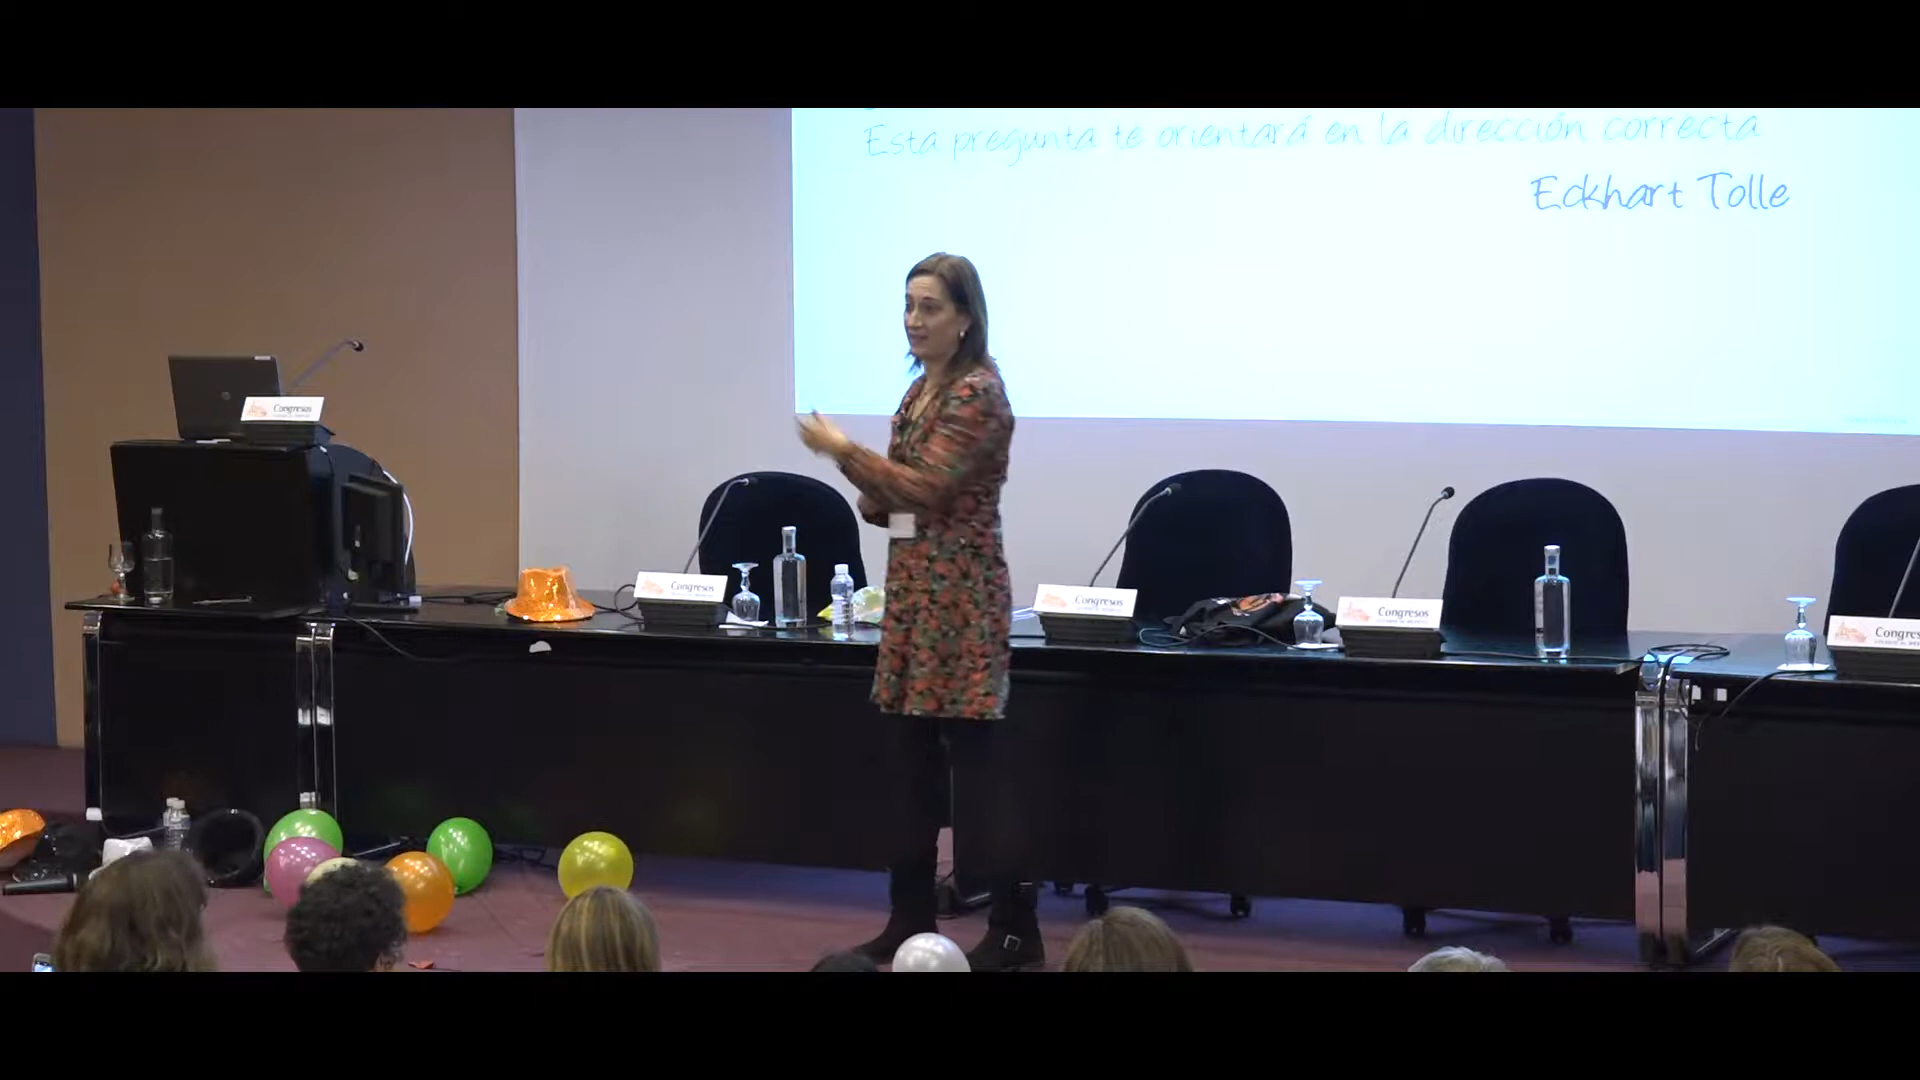 Esta pregunta te orientará en la dirección correcta
Eckhart Tolle
Congresos
Congresos
Congresos
Congresos
Congres